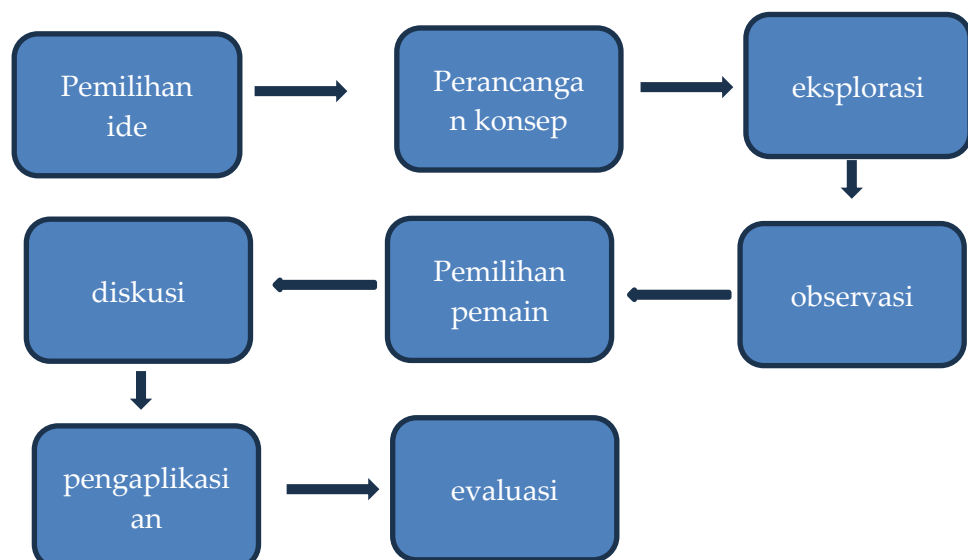 Pemilihan
ide
Perancanga
n konsep
eksplorasi
observasi
Pemilihan
pemain
diskusi
pengaplikasi
an
evaluasi